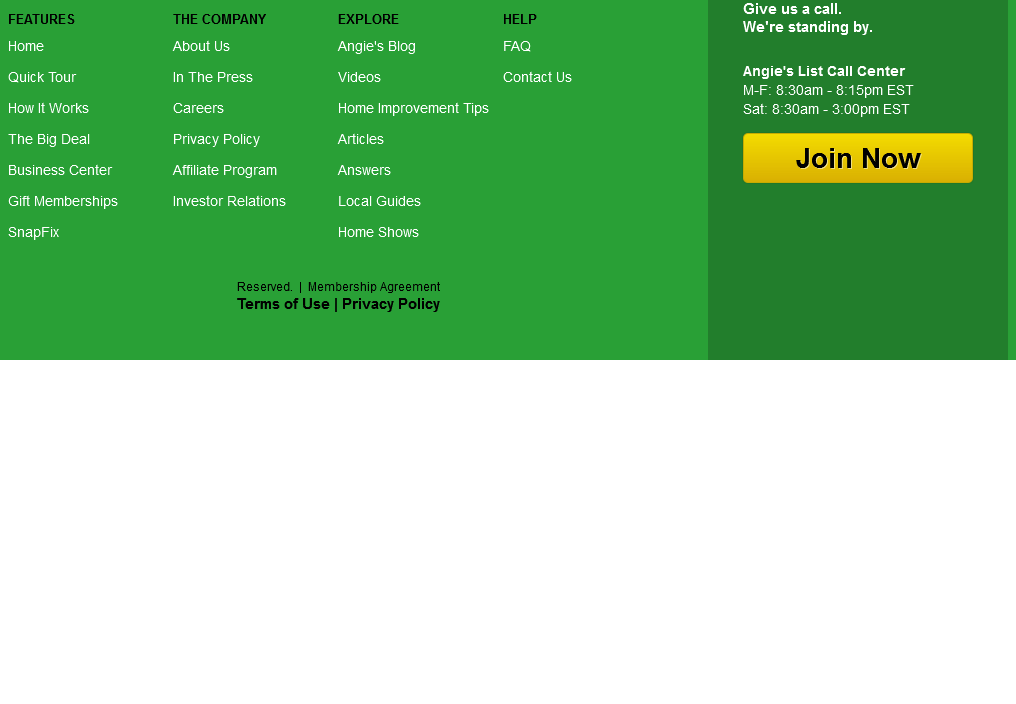 FEATURES
Home
Quick Tour
How It Works
The Big Deal
Business Center
Gift Memberships
SnapFix
THE COMPANY
About Us
In The Press
Careers
Privacy Policy
Affiliate Program
Investor Relations
EXPLORE
Angie's Blog
Videos
Home Improvement Tips
Articles
Answers
Local Guides
Home Shows
HELP
FAQ
Contact Us
Reserved. | Membership Agreement
Terms of Use | Privacy Policy
Give us a call.
We're standing by.
Angie's List Call Center
M-F: 8:30am - 8:15pm EST
Sat: 8:30am - 3:00pm EST
Join Now